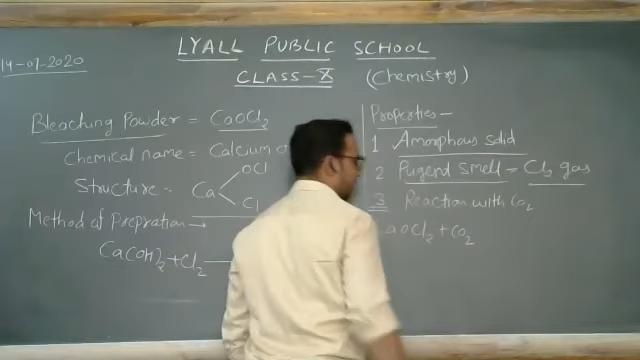 LYALL PUBLIC SCHOOL
14-07-2020
CLASS-X (Chemistry)
Bleaching Powder = CaOCl2
Chemical name = Calcium
Structure :-
OCl
Ca
Cl
Method of Prepration →
Ca(OH)2 + Cl2
Properties -
1 Amorphous solid
2 Pugend smell = Cl2 gas
3 Reaction with CO2
aOCl2 + CO2